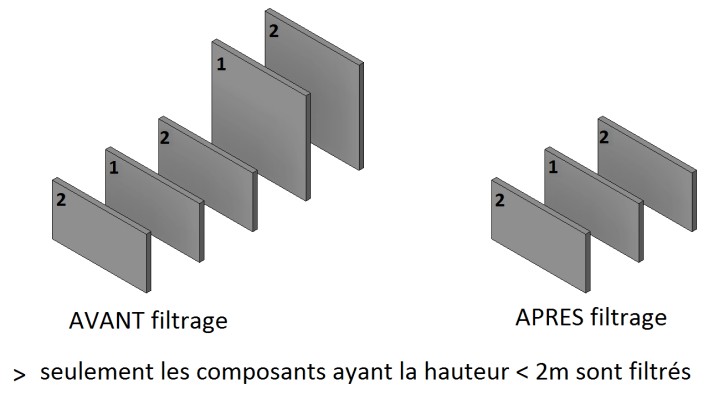 2
1
2
1
2
2
1
2
AVANT filtrage
APRES filtrage
> seulement les composants ayant la hauteur < 2m sont filtrés